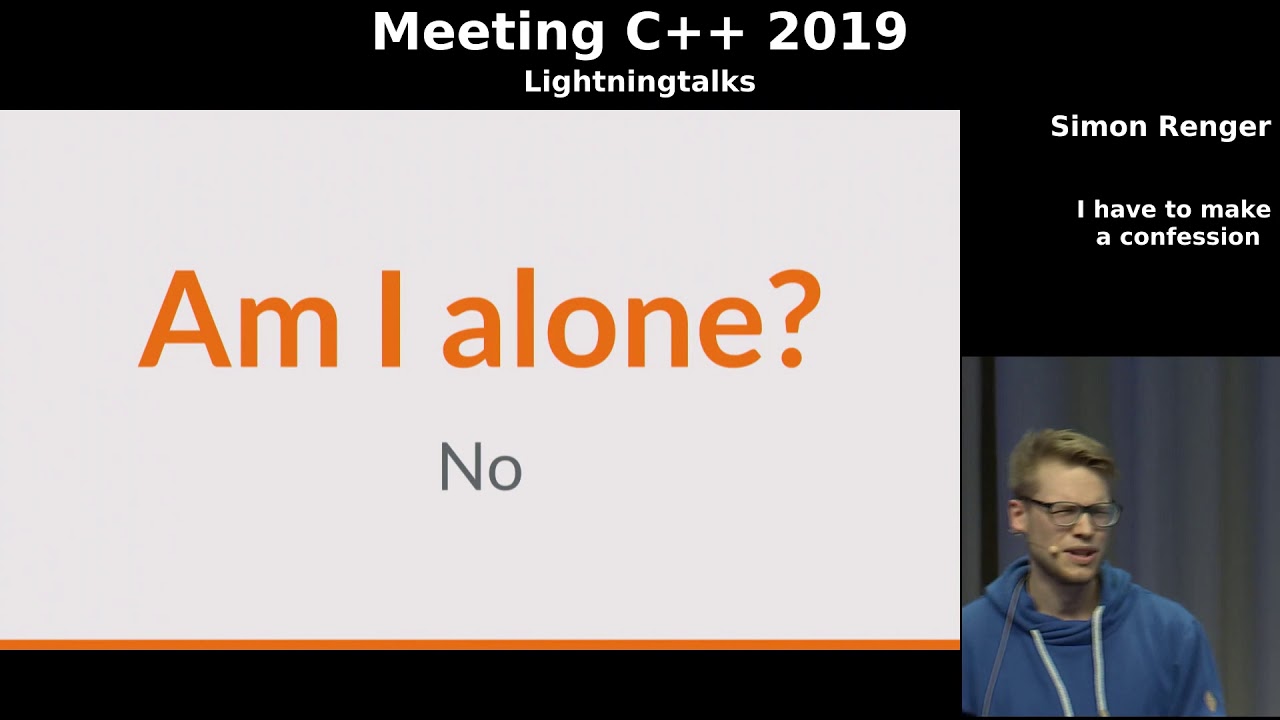 Meeting C++ 2019
Lightningtalks
Simon Renger
I have to make
a confession
Am I alone?
No